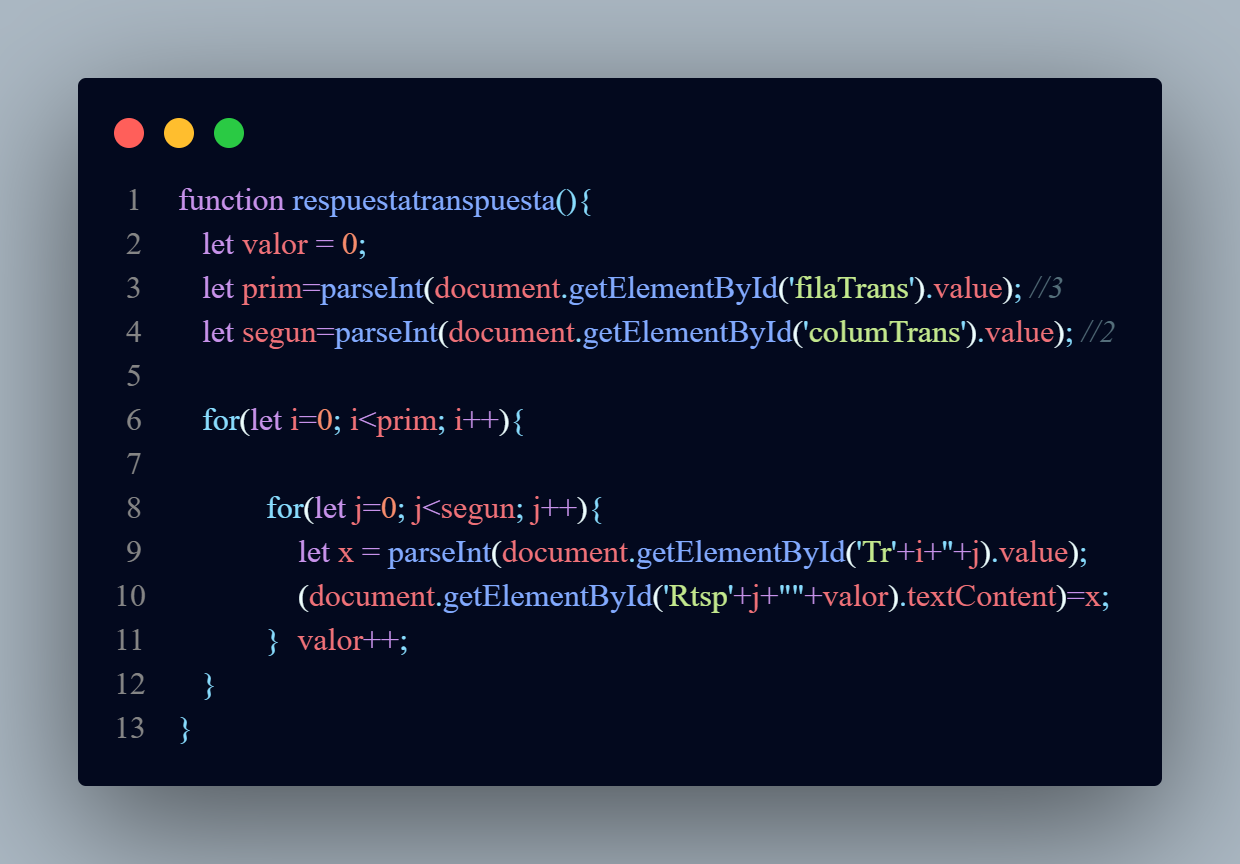 1 function respuestatranspuesta(){
2 let valor = 0;
3 let prim=parseInt(document.getElementById('filaTrans').value); //3
4 let segun=parseInt(document.getElementById('columTrans').value); //2
5
6 for(let i=0; i<prim; i++){
7
8 for(let j=0; j<segun; j++){
9 let x = parseInt(document.getElementById('Tr'+i+''+j).value);
10 (document.getElementById('Rtsp'+j+""+valor).textContent)=x;
11 } valor++;
12 }
13 }